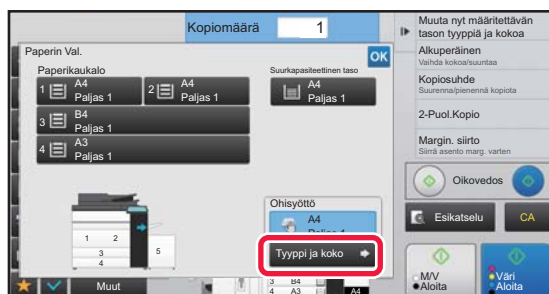 Kopiomäärä 1
Paperin Val.
OK
Paperikaukalo
1 A4
Paljas 1
2 A4
Paljas 1
3 B4
Paljas 1
4 A3
Paljas 1
Suurkapasiteettinen taso
A4
Paljas 1
1 2
3
4
5
Ohisyöttö
A4
Paljas 1
Tyyppi ja koko
3 B4
4 A3
A4
Muut
Muuta nyt määritettävän
tason tyyppiä ja kokoa
Alkuperäinen
Vaihda kokoa/suuntaa
Kopiosuhde
Suurenna/pienennä kopiota
2-Puol.Kopio
Margin. siirto
Siirrä asento marg. varten
Oikovedos
Esikatselu
CA
M/V
Aloita
Väri
Aloita